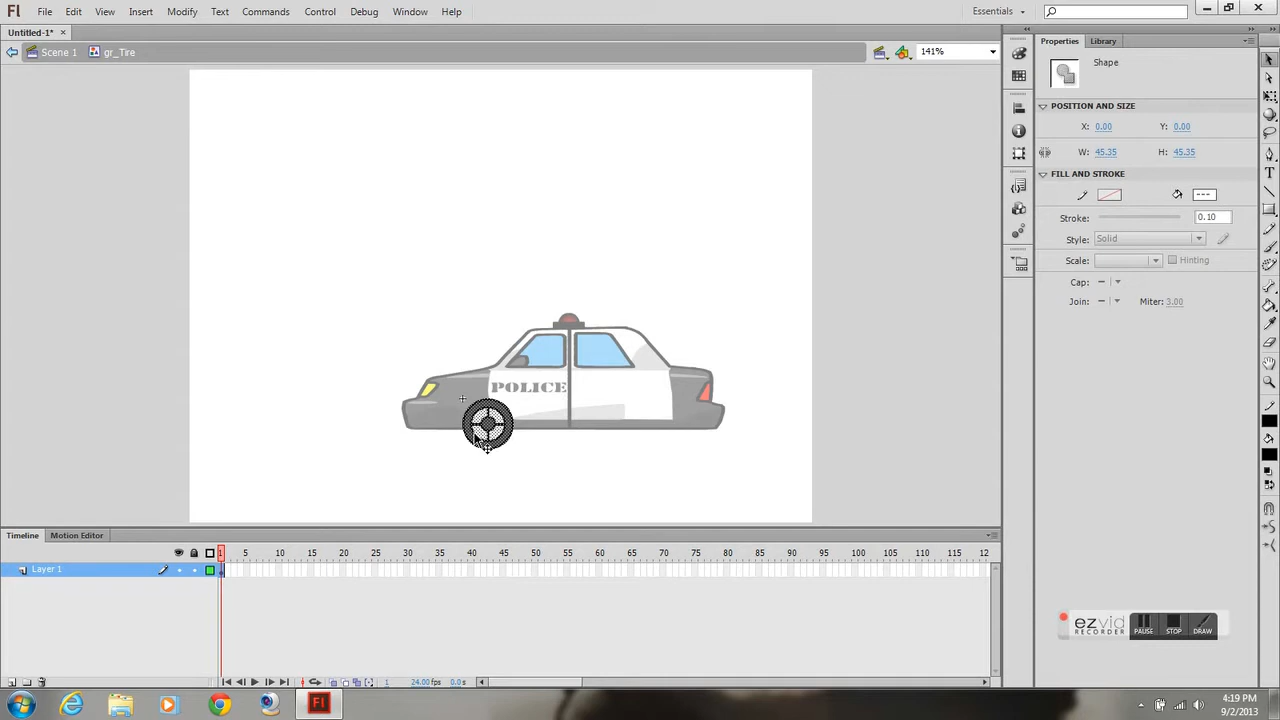 Fl File Edit View Insert Modify Text Commands Control Debug Window Help Essentials
Untitled-1*
Scene 1 gr_Tire 141%
Properties Library
Shape
POSITION AND SIZE
X: 0.00 Y: 0.00
W: 45.35 H: 45.35
FILL AND STROKE
Stroke: 0.10
Style: Solid
Scale: Hinting
Cap:
Join: Miter: 3.00
POLICE
Timeline Motion Editor
1 5 10 15 20 25 30 35 40 45 50 55 60 65 70 75 80 85 90 95 100 105 110 115 12
Layer 1
ezvid RECORDER PAUSE STOP DRAW
1 24.00 fps 0.0 s
Fl
4:19 PM
9/2/2013